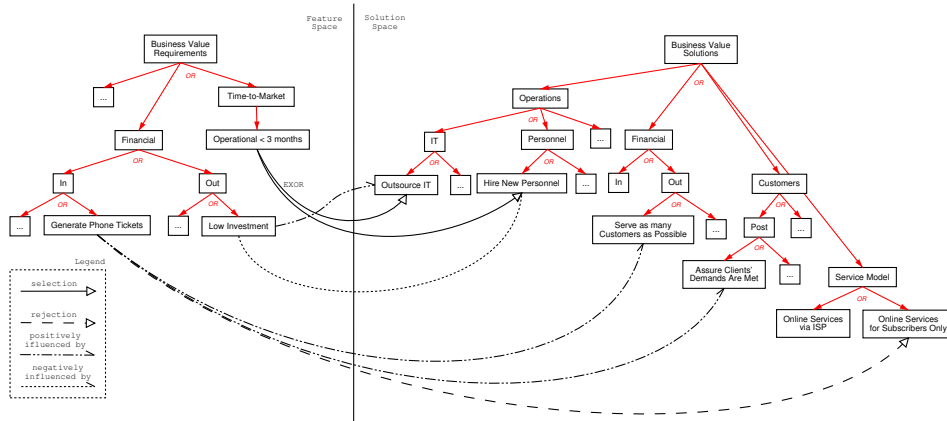 Feature
Space
Solution
Space
Business Value
Requirements
Business Value
Solutions
OR
OR
...
Time-to-Market
Operations
OR
Financial
Operational < 3 months
IT
Personnel
...
Financial
OR
OR
OR
OR
EXOR
In
Out
Outsource IT
...
Hire New Personnel
...
In
Out
Customers
OR
OR
OR
OR
...
Generate Phone Tickets
...
Low Investment
Serve as many
Customers as Possible
...
Post
...
OR
Legend
selection
rejection
positively
ifluenced by
negatively
influenced by
Assure Clients'
Demands Are Met
...
Service Model
OR
Online Services
via ISP
Online Services
for Subscribers Only